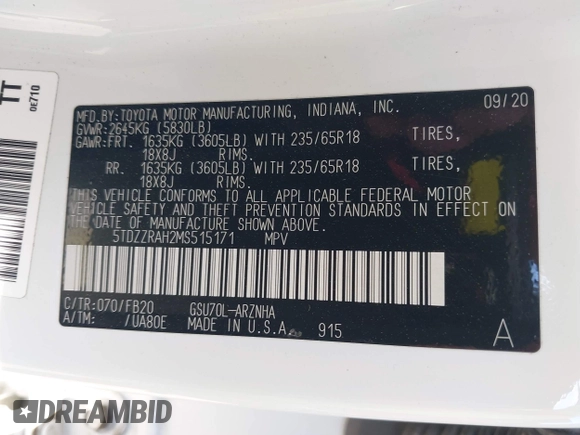 TT
0E710
MFD.BY:TOYOTA MOTOR MANUFACTURING, INDIANA, INC. 09/20
GVWR:2645KG (5830LB)
GAWR:FRT. 1635KG (3605LB) WITH 235/65R18 TIRES,
18X8J RIMS.
RR. 1635KG (3605LB) WITH 235/65R18 TIRES,
18X8J RIMS.
THIS VEHICLE CONFORMS TO ALL APPLICABLE FEDERAL MOTOR
VEHICLE SAFETY AND THEFT PREVENTION STANDARDS IN EFFECT ON
THE DATE OF MANUFACTURE SHOWN ABOVE.
5TDZZRAH2MS515171 MPV
C/TR:070/FB20 GSU70L-ARZNHA
A/TM: /UA80E MADE IN U.S.A. 915
A
DREAMBID